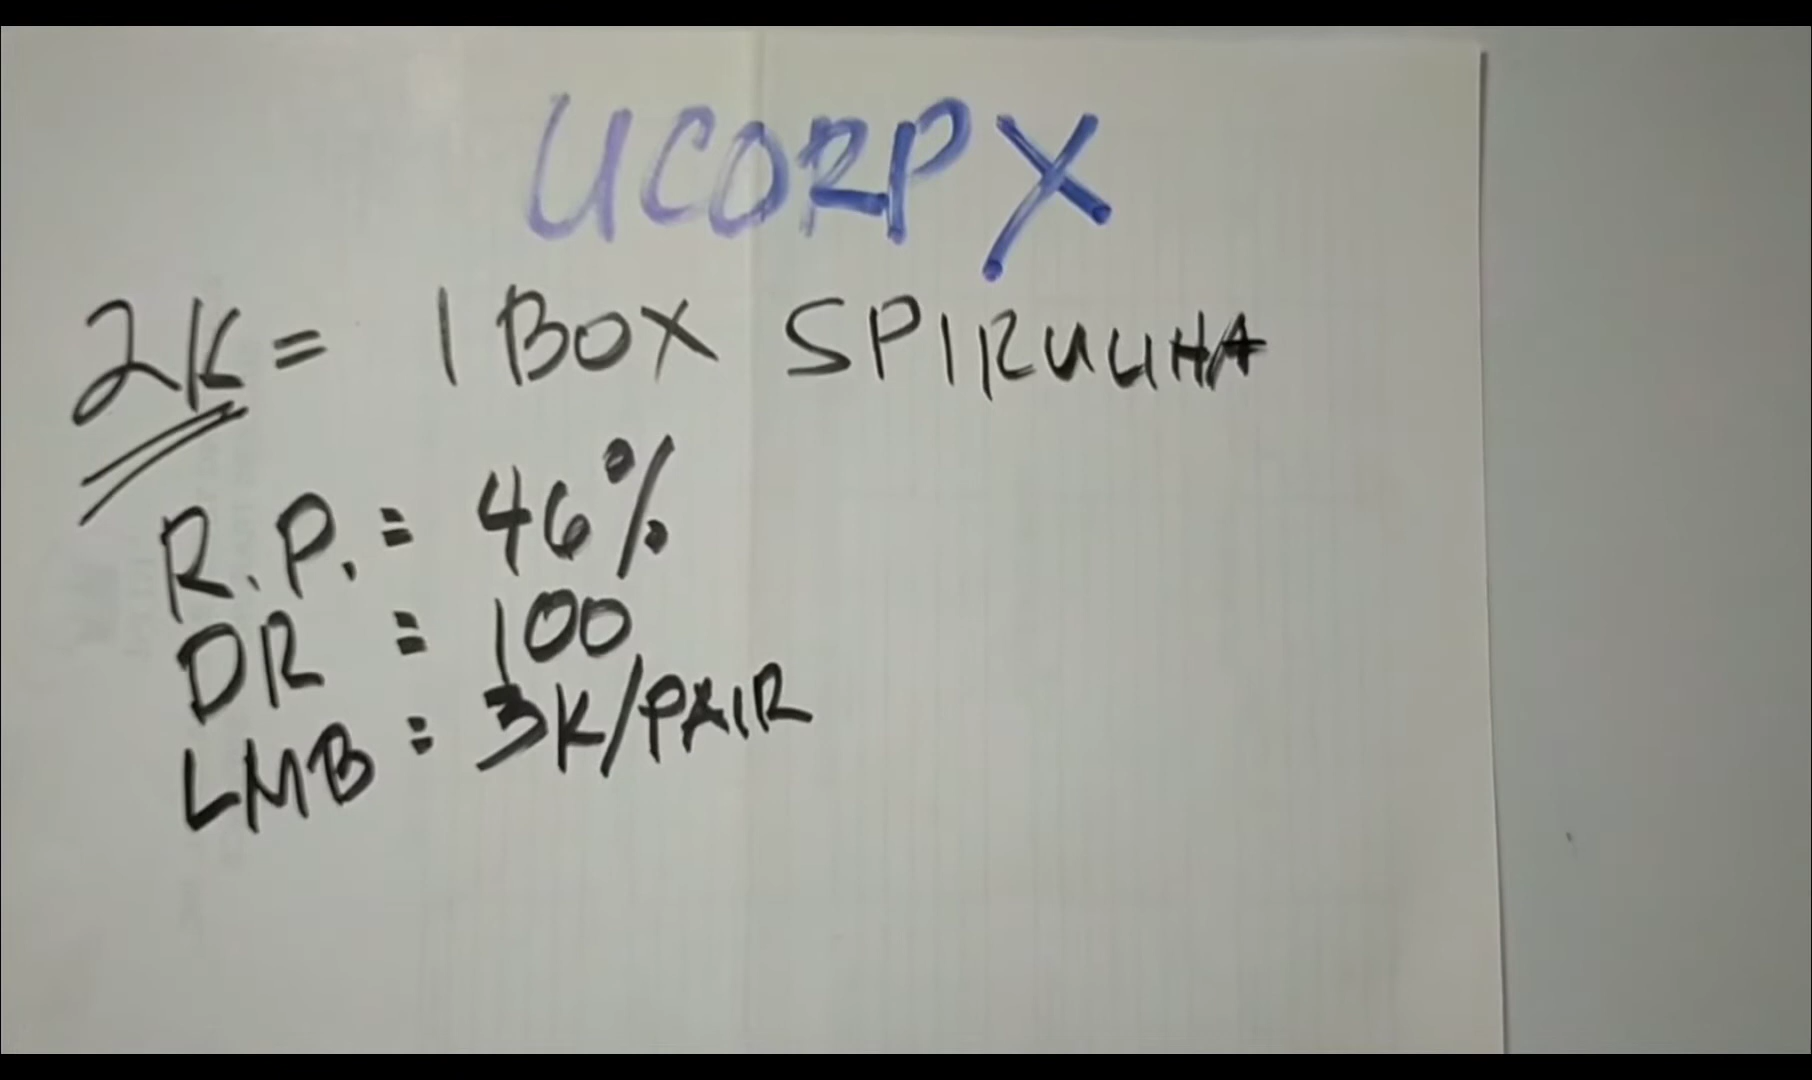 UCORPX
2K = 1 BOX SPIRULINA
R.P. = 46%
DR = 100
LMB = 3K/PAIR